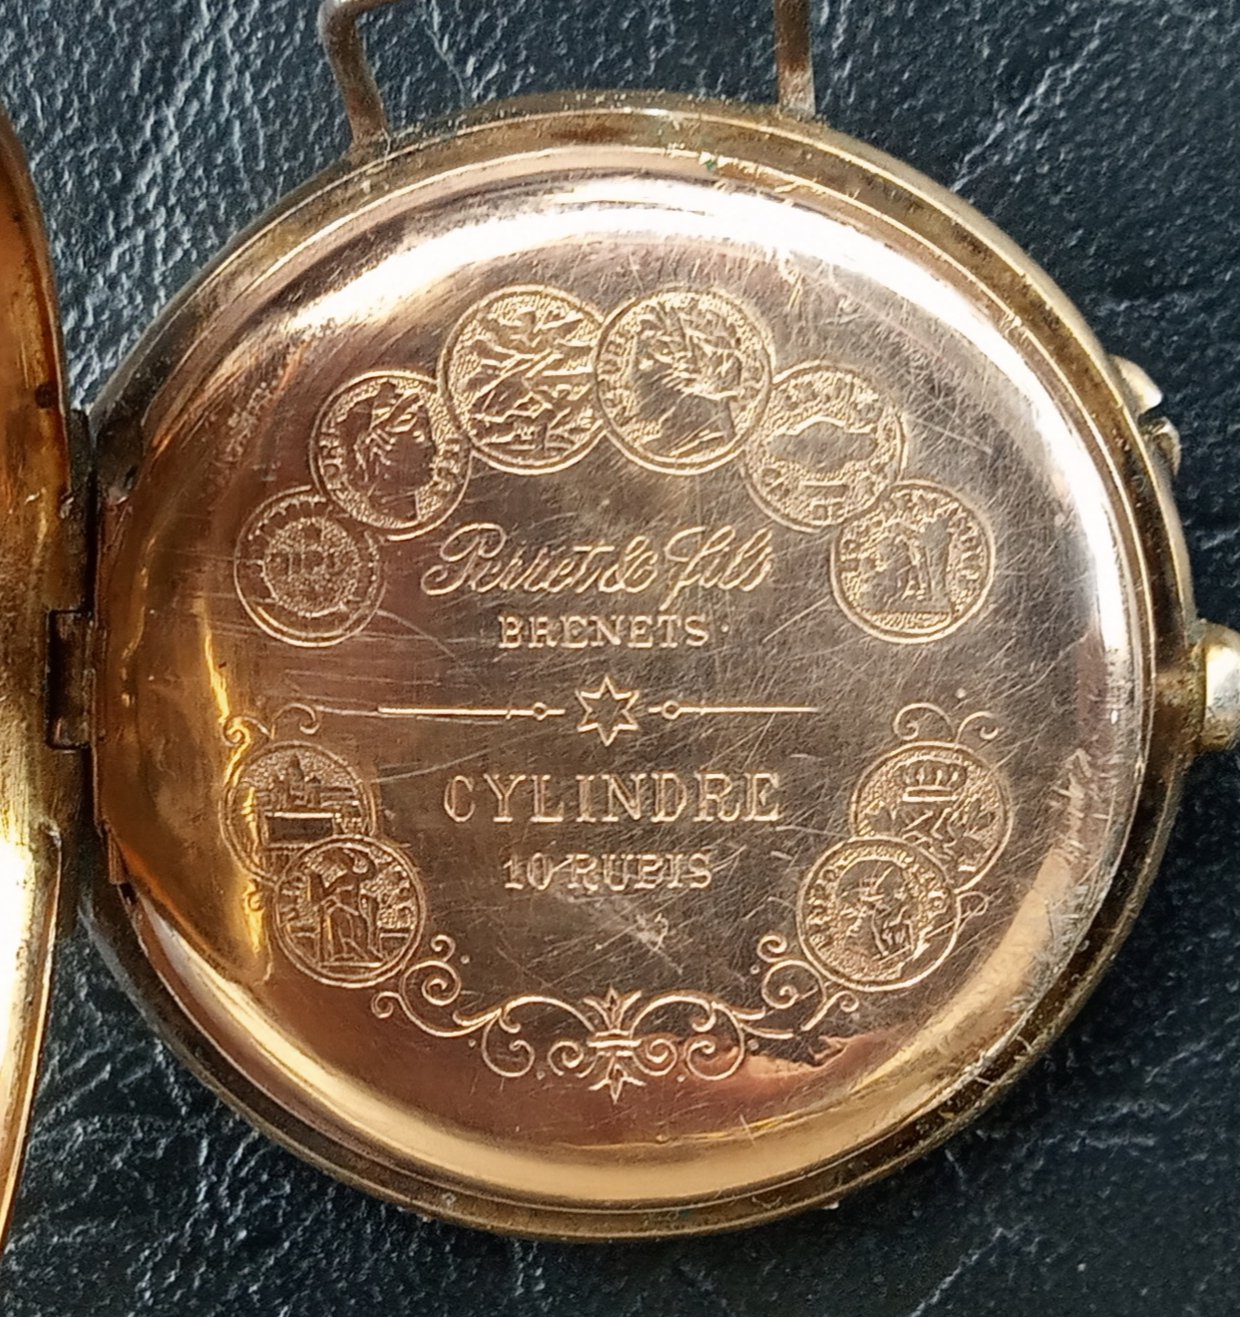 Perret & fils
BRENETS
CYLINDRE
10 RUBIS